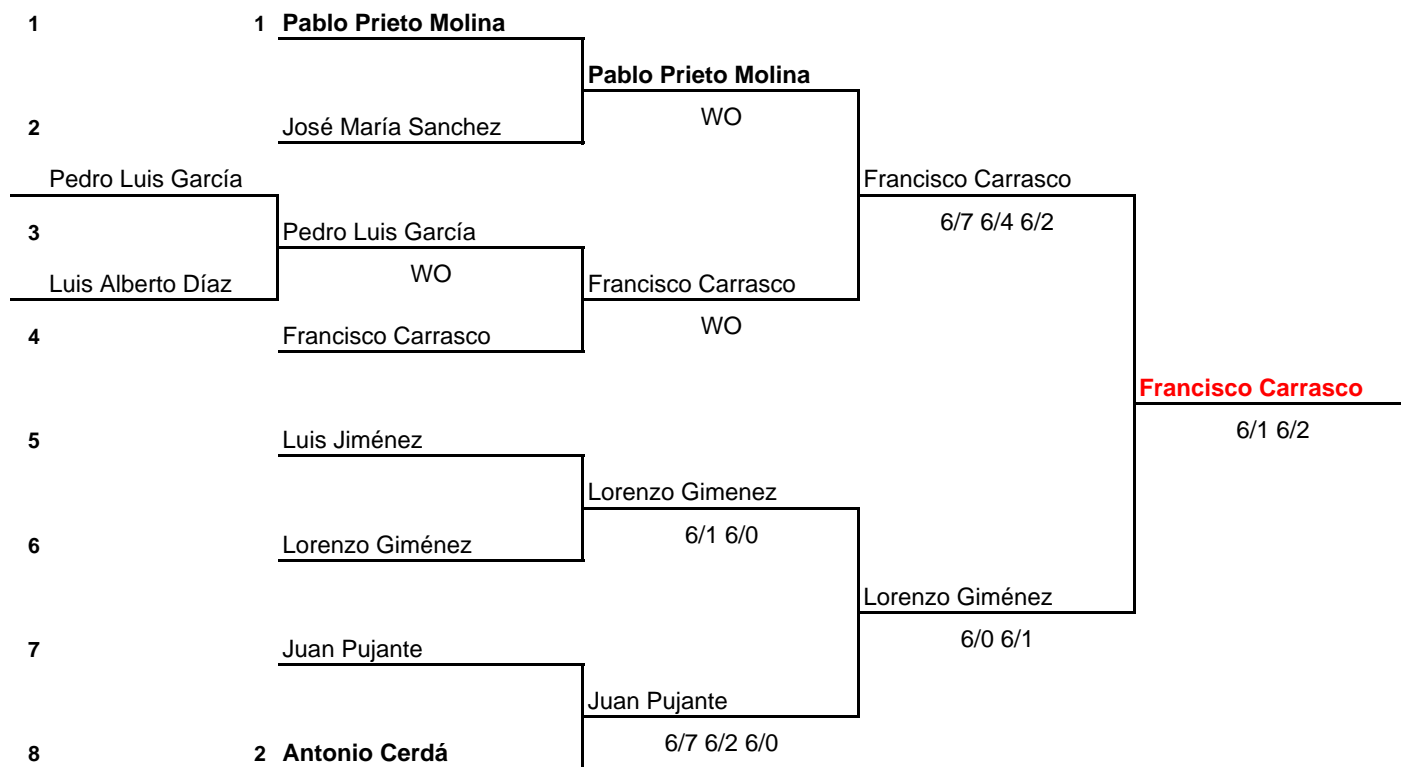 1 1 Pablo Prieto Molina
Pablo Prieto Molina
2 José María Sanchez WO
Pedro Luis García Francisco Carrasco
3 Pedro Luis García 6/7 6/4 6/2
Luis Alberto Díaz WO Francisco Carrasco
4 Francisco Carrasco WO
Francisco Carrasco
5 Luis Jiménez 6/1 6/2
Lorenzo Gimenez
6 Lorenzo Giménez 6/1 6/0
Lorenzo Giménez
7 Juan Pujante 6/0 6/1
Juan Pujante
8 2 Antonio Cerdá 6/7 6/2 6/0